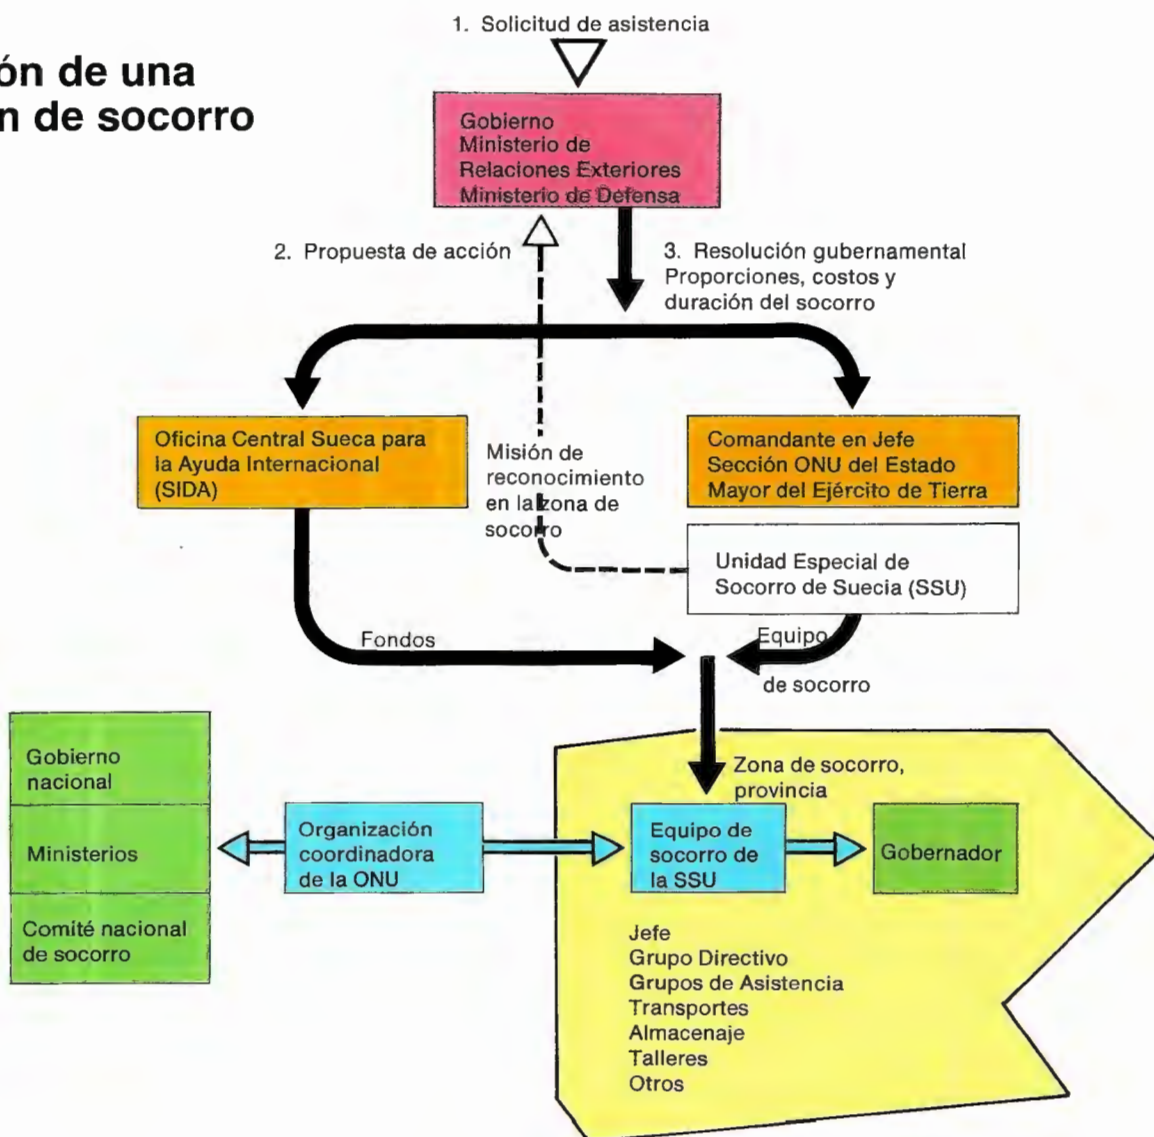 1. Solicitud de asistencia
ón de una
n de socorro
Gobierno
Ministerio de
Relaciones Exteriores
Ministerio de Defensa
2. Propuesta de acción
3. Resolución gubernamental
Proporciones, costos y
duración del socorro
Oficina Central Sueca para
la Ayuda Internacional
(SIDA)
Misión de
reconocimiento
en la zona de
socorro
Comandante en Jefe
Sección ONU del Estado
Mayor del Ejército de Tierra
Unidad Especial de
Socorro de Suecia (SSU)
Fondos
Equipo
de socorro
Gobierno
nacional
Ministerios
Comité nacional
de socorro
Organización
coordinadora
de la ONU
Zona de socorro,
provincia
Equipo de
socorro de
la SSU
Gobernador
Jefe
Grupo Directivo
Grupos de Asistencia
Transportes
Almacenaje
Talleres
Otros